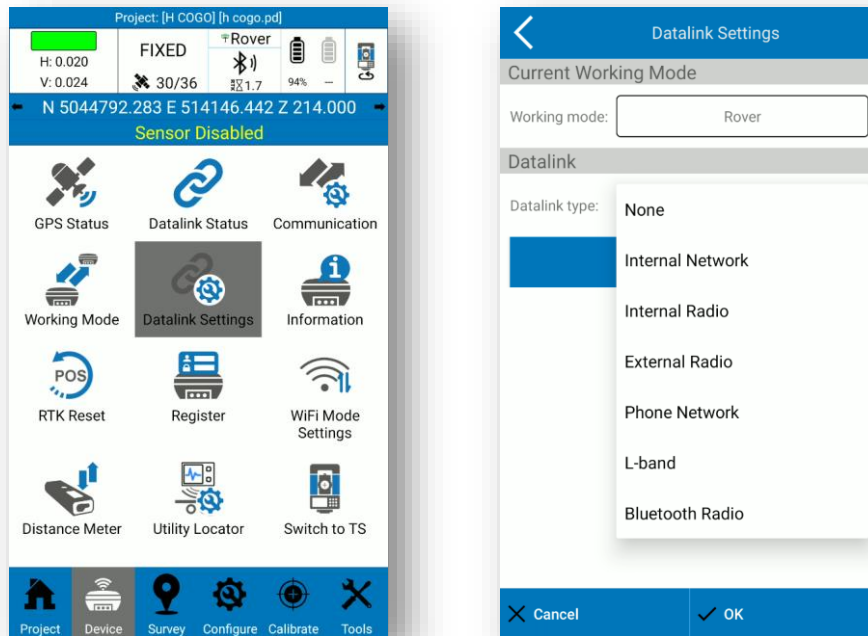 Project: [H COGO] [h cogo.pd]
H: 0.020
V: 0.024
FIXED
30/36
Rover
1.7
94%
--
N 5044792.283 E 514146.442 Z 214.000
Sensor Disabled
GPS Status
Datalink Status
Communication
Working Mode
Datalink Settings
Information
POS
RTK Reset
Register
WiFi Mode
Settings
Distance Meter
Utility Locator
Switch to TS
Project
Device
Survey
Configure
Calibrate
Tools
Datalink Settings
Current Working Mode
Working mode:
Rover
Datalink
Datalink type:
None
Internal Network
Internal Radio
External Radio
Phone Network
L-band
Bluetooth Radio
Cancel
OK